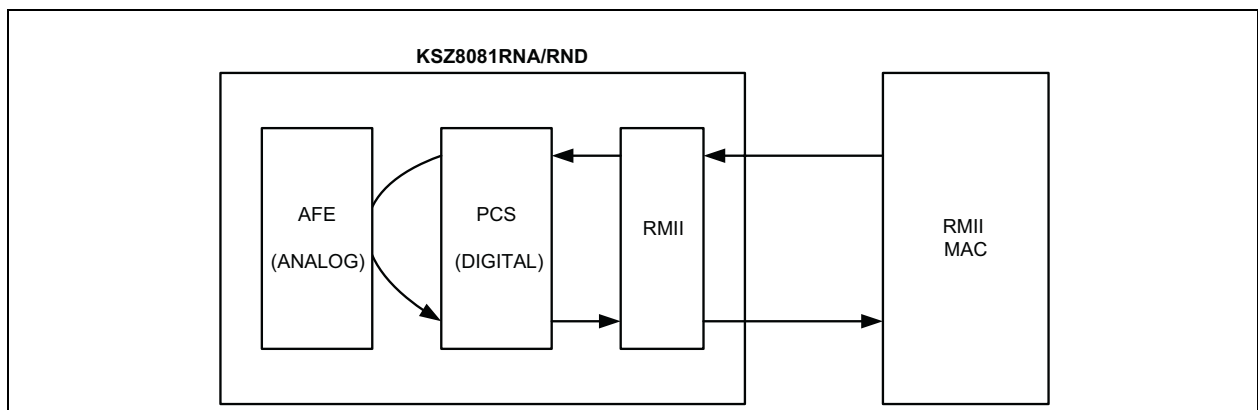 KSZ8081RNA/RND
AFE
(ANALOG)
PCS
(DIGITAL)
RMII
RMII
MAC